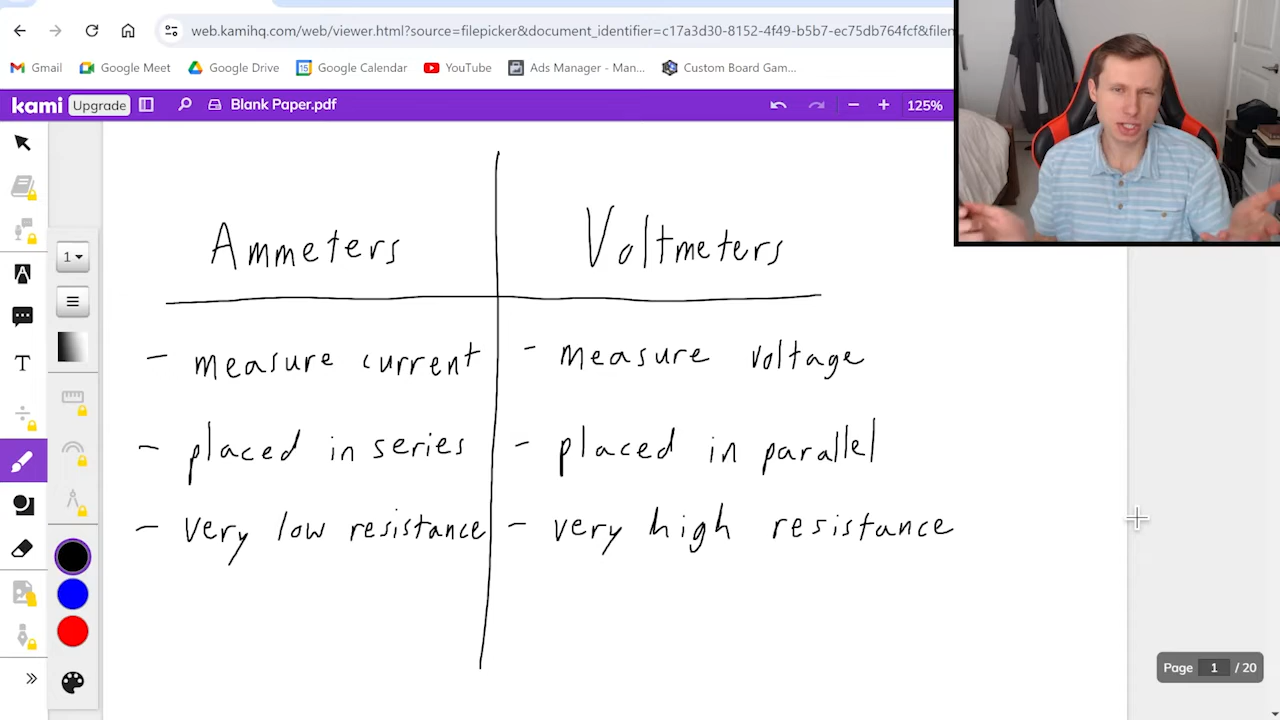 web.kamihq.com/web/viewer.html?source=filepicker&document_identifier=c17a3d30-8152-4f49-b5b7-ec75db764fcf&filen
Gmail Google Meet Google Drive 15 Google Calendar YouTube Ads Manager - Man... Custom Board Gam...
kami Upgrade Blank Paper.pdf 125%
Ammeters Voltmeters
- measure current - measure voltage
- placed in series - placed in parallel
- very low resistance - very high resistance
1
T
Page 1 / 20